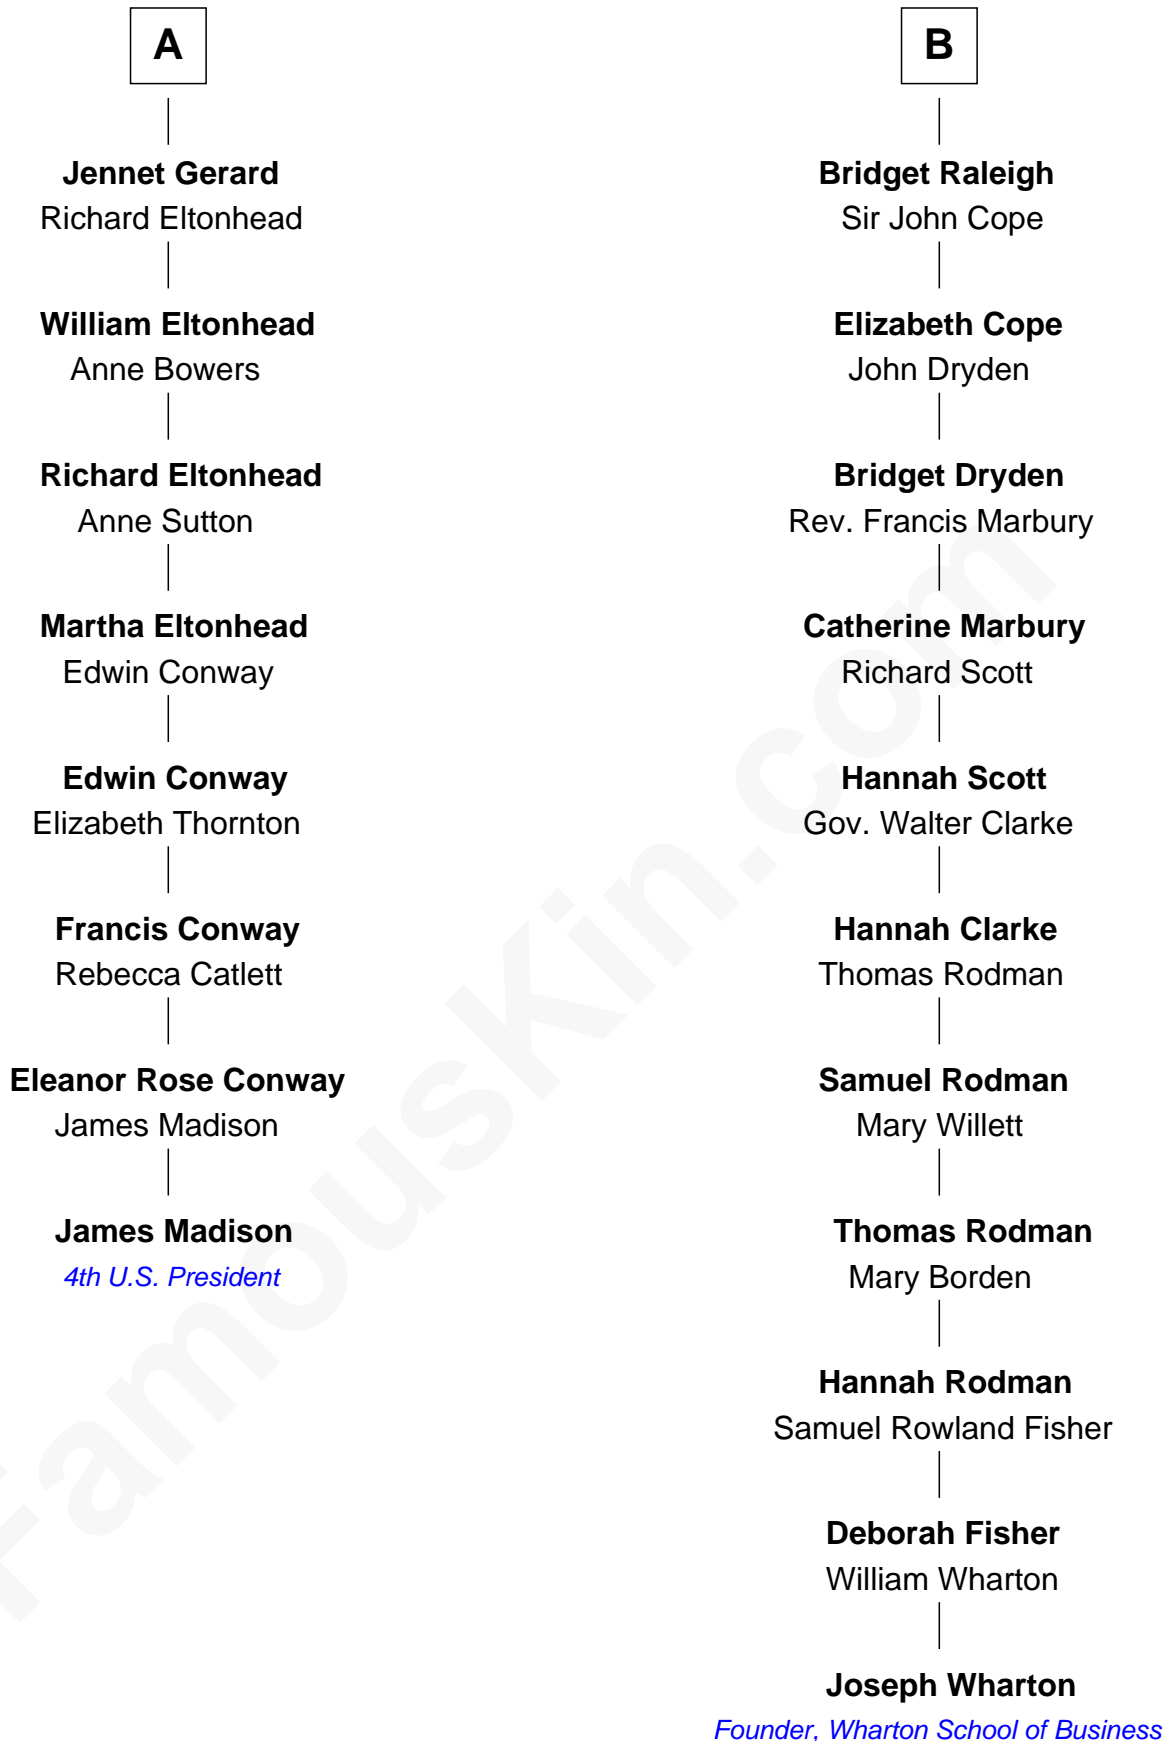 A
Jennet Gerard
Richard Eltonhead
William Eltonhead
Anne Bowers
Richard Eltonhead
Anne Sutton
Martha Eltonhead
Edwin Conway
Edwin Conway
Elizabeth Thornton
Francis Conway
Rebecca Catlett
Eleanor Rose Conway
James Madison
James Madison
4th U.S. President
B
Bridget Raleigh
Sir John Cope
Elizabeth Cope
John Dryden
Bridget Dryden
Rev. Francis Marbury
Catherine Marbury
Richard Scott
Hannah Scott
Gov. Walter Clarke
Hannah Clarke
Thomas Rodman
Samuel Rodman
Mary Willett
Thomas Rodman
Mary Borden
Hannah Rodman
Samuel Rowland Fisher
Deborah Fisher
William Wharton
Joseph Wharton
Founder, Wharton School of Business
FamousKin.com